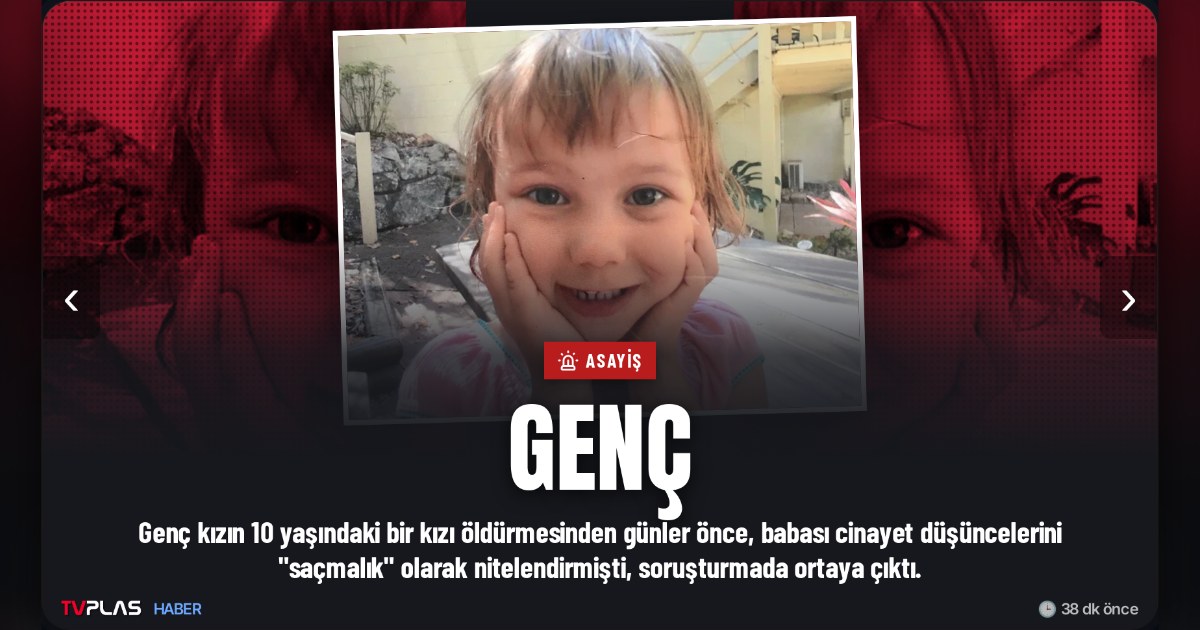 ASAYİŞ
GENÇ
Genç kızın 10 yaşındaki bir kızı öldürmesinden günler önce, babası cinayet düşüncelerini
"saçmalık" olarak nitelendirmişti, soruşturmada ortaya çıktı.
TVPLAS HABER
38 dk önce